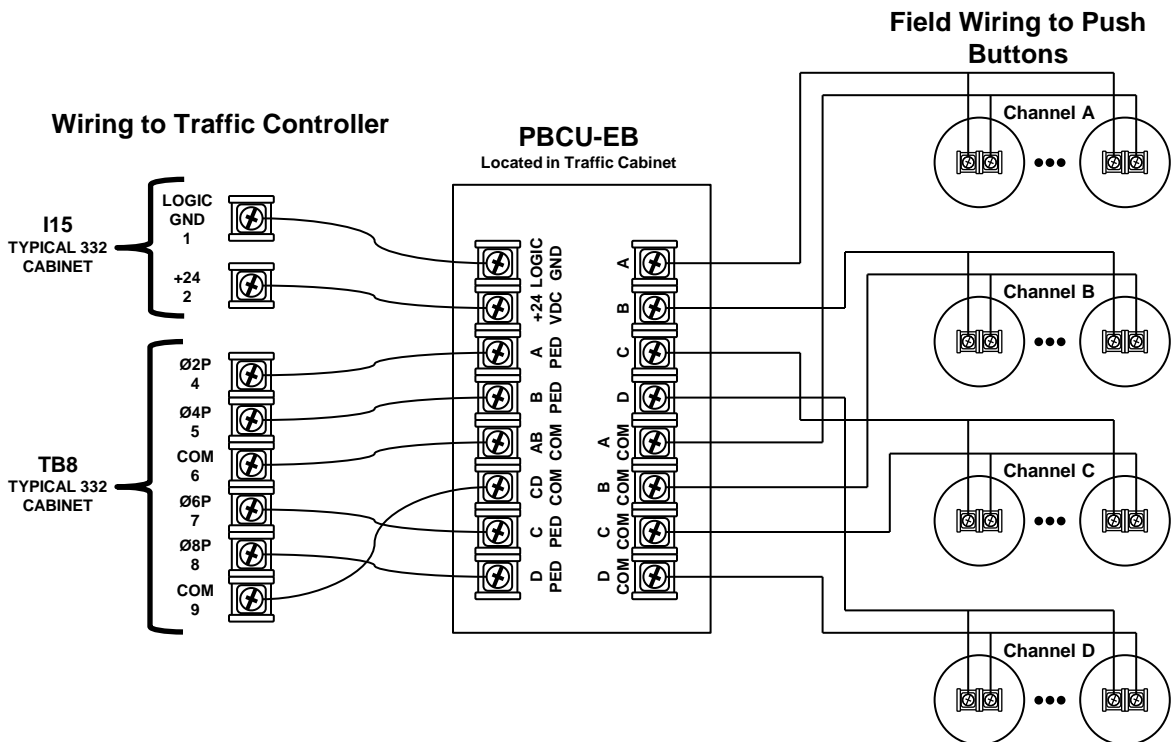 Field Wiring to Push
Buttons
Wiring to Traffic Controller
PBCU-EB
Located in Traffic Cabinet
I15
TYPICAL 332
CABINET
LOGIC
GND
1
+24
2
TB8
TYPICAL 332
CABINET
Ø2P
4
Ø4P
5
COM
6
Ø6P
7
Ø8P
8
COM
9
LOGIC
GND
+24
VDC
A
PED
B
PED
AB
COM
CD
COM
C
PED
D
PED
A
B
C
D
A
COM
B
COM
C
COM
D
COM
Channel A
Channel B
Channel C
Channel D